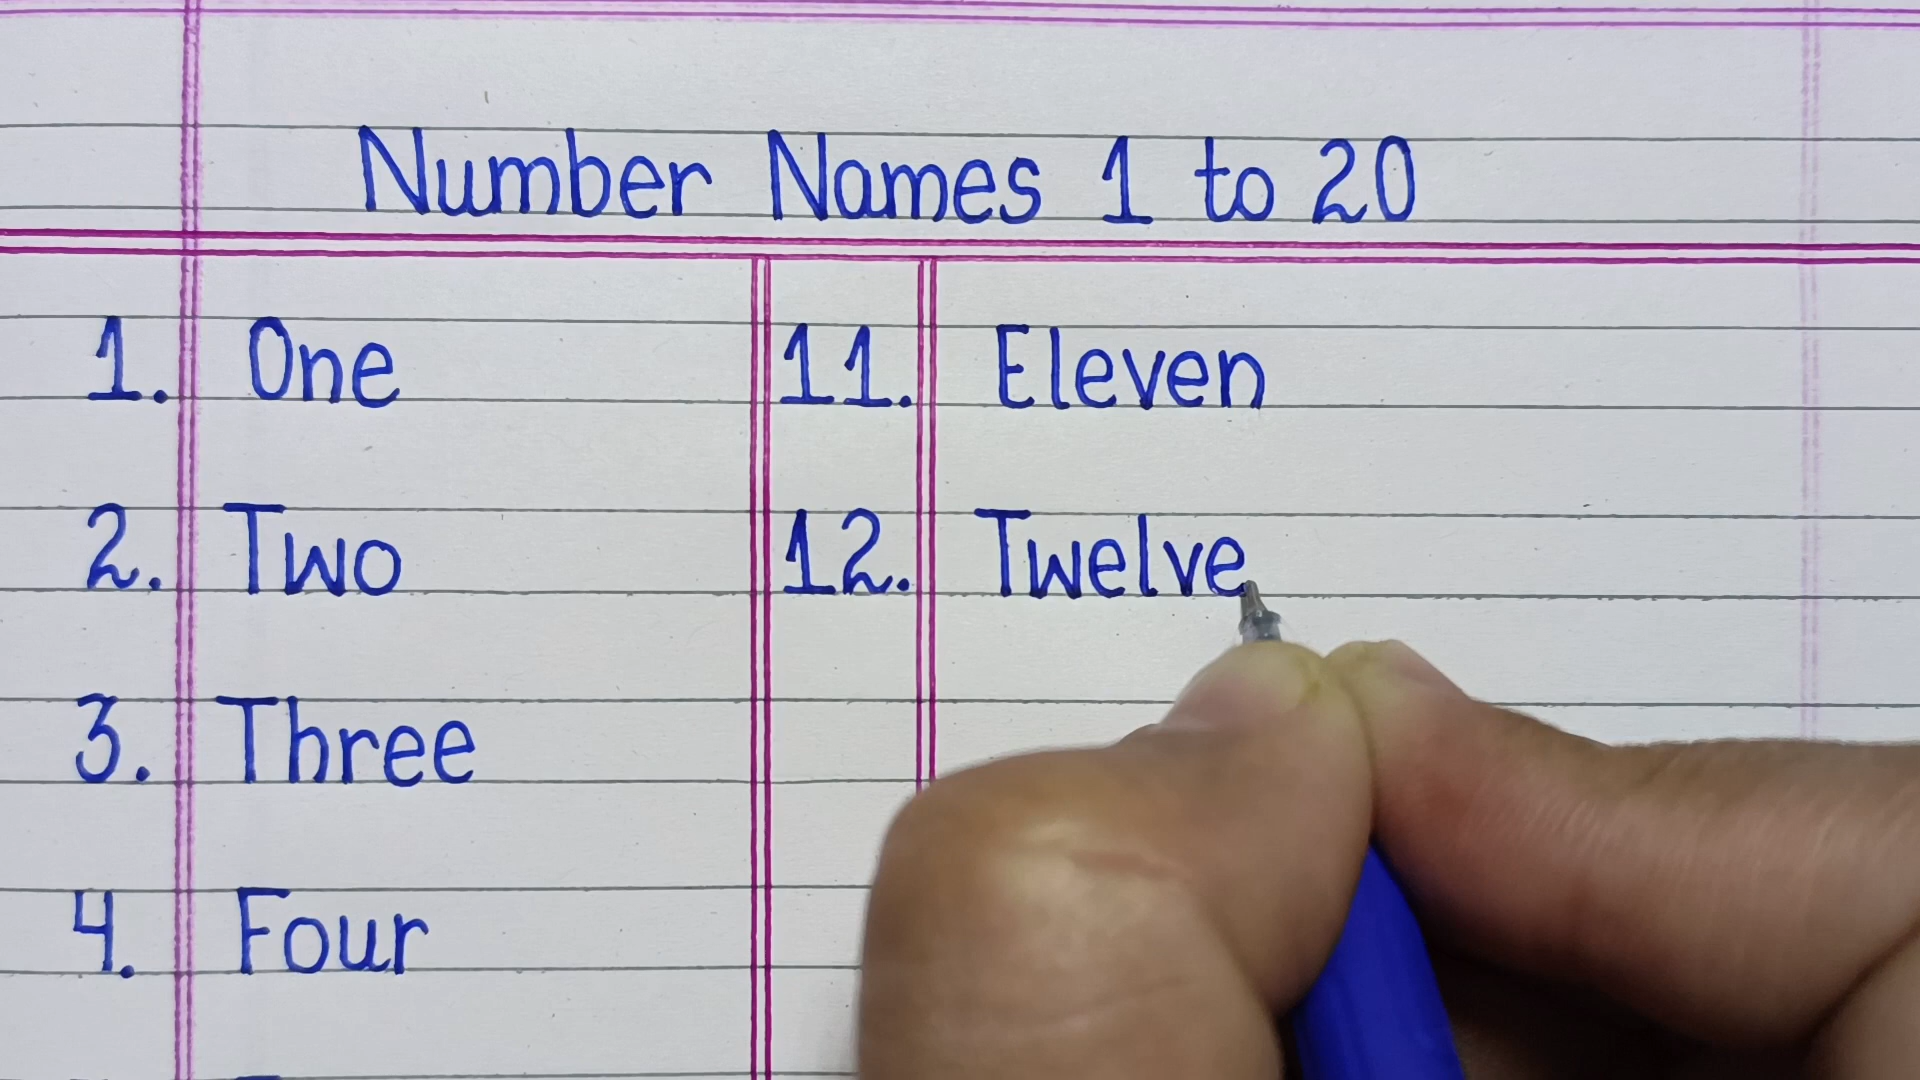 Number Names 1 to 20
1. One 11. Eleven
2. Two 12. Twelve
3. Three
4. Four